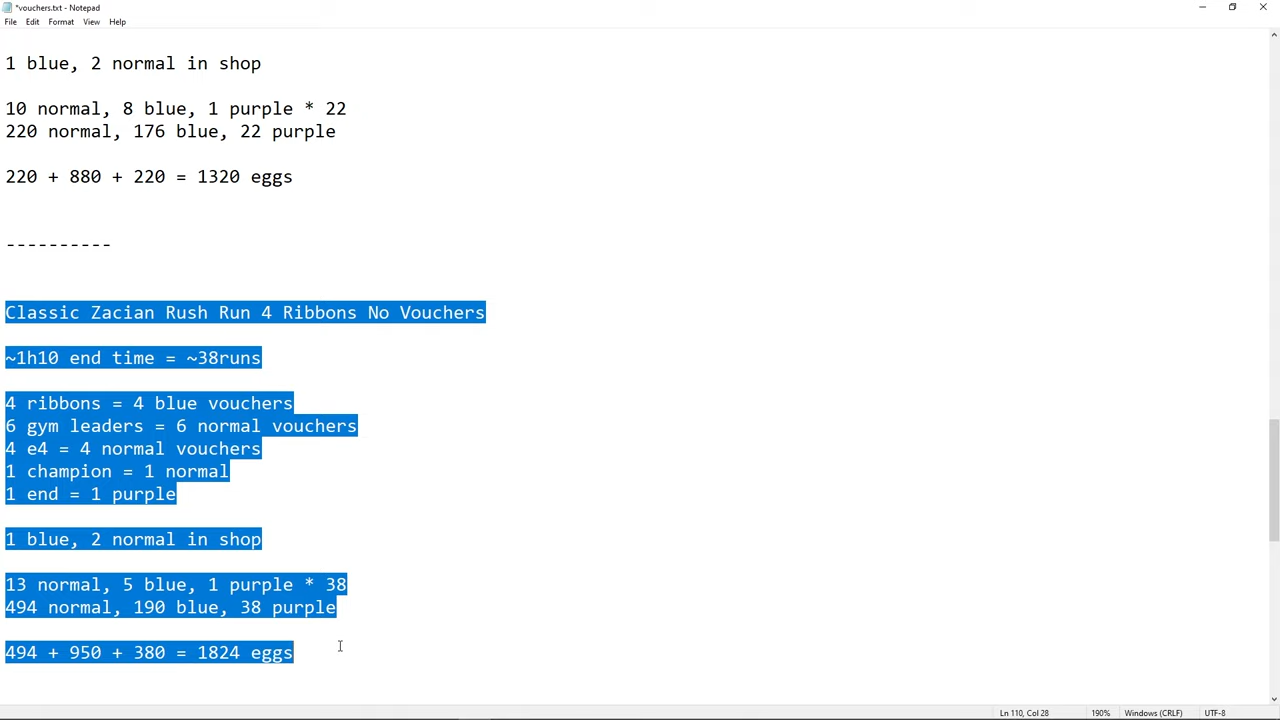 *vouchers.txt - Notepad
File Edit Format View Help
1 blue, 2 normal in shop
10 normal, 8 blue, 1 purple * 22
220 normal, 176 blue, 22 purple
220 + 880 + 220 = 1320 eggs
----------
Classic Zacian Rush Run 4 Ribbons No Vouchers
~1h10 end time = ~38runs
4 ribbons = 4 blue vouchers
6 gym leaders = 6 normal vouchers
4 e4 = 4 normal vouchers
1 champion = 1 normal
1 end = 1 purple
1 blue, 2 normal in shop
13 normal, 5 blue, 1 purple * 38
494 normal, 190 blue, 38 purple
494 + 950 + 380 = 1824 eggs
Ln 110, Col 28 190% Windows (CRLF) UTF-8